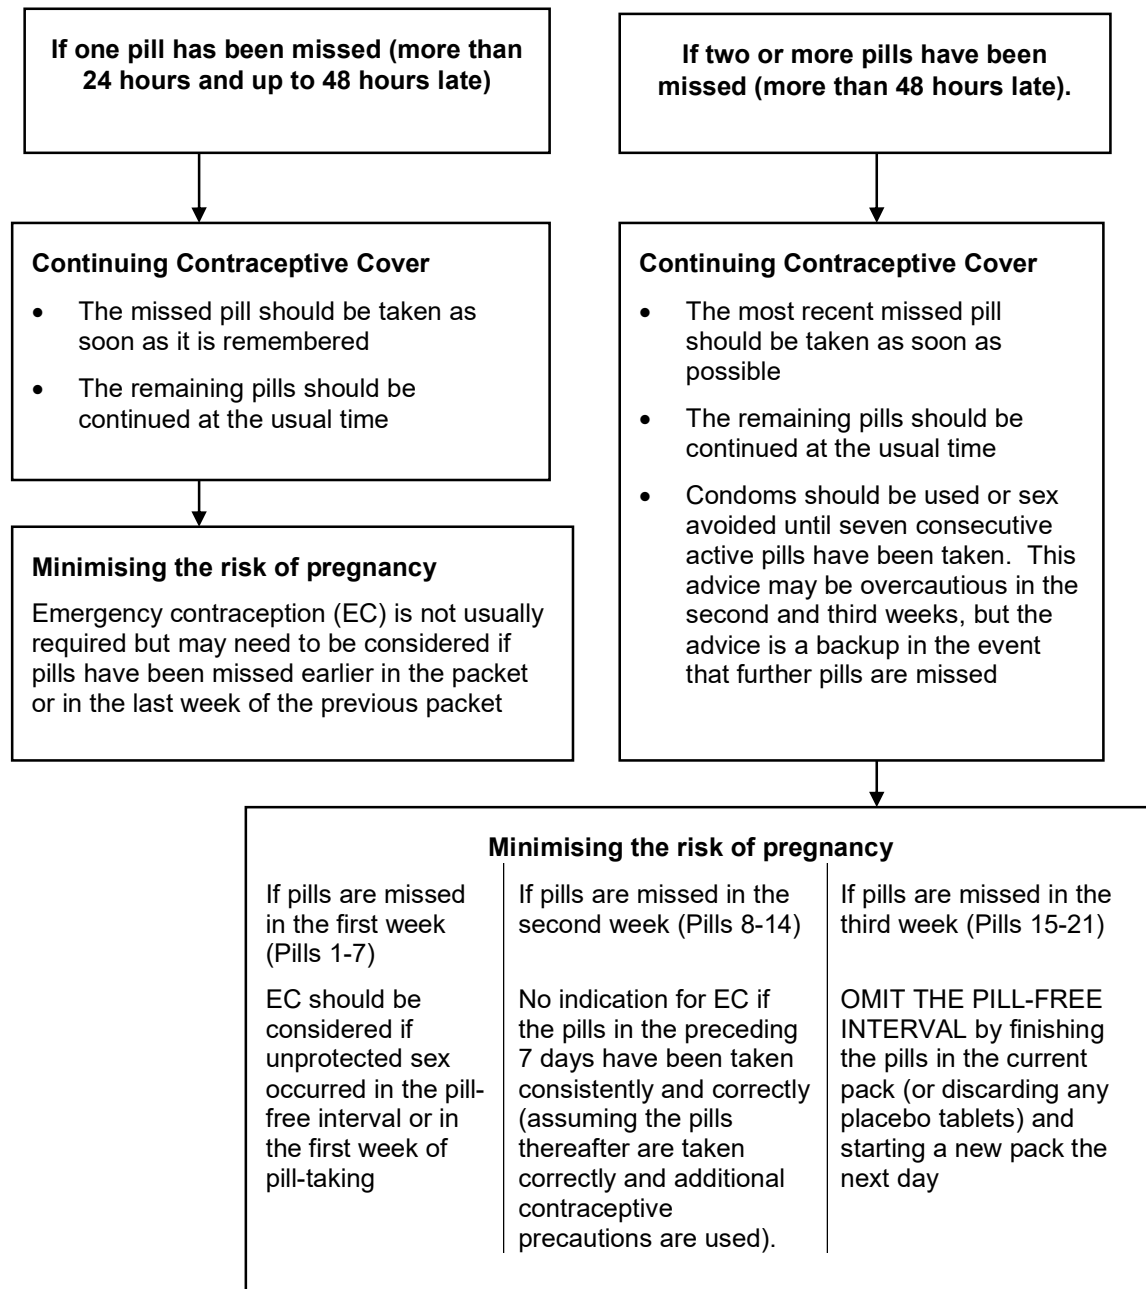 If one pill has been missed (more than
24 hours and up to 48 hours late)
If two or more pills have been
missed (more than 48 hours late).
Continuing Contraceptive Cover
• The missed pill should be taken as
soon as it is remembered
• The remaining pills should be
continued at the usual time
Minimising the risk of pregnancy
Emergency contraception (EC) is not usually
required but may need to be considered if
pills have been missed earlier in the packet
or in the last week of the previous packet
Continuing Contraceptive Cover
• The most recent missed pill
should be taken as soon as
possible
• The remaining pills should be
continued at the usual time
• Condoms should be used or sex
avoided until seven consecutive
active pills have been taken.  This
advice may be overcautious in the
second and third weeks, but the
advice is a backup in the event
that further pills are missed
Minimising the risk of pregnancy
If pills are missed
in the first week
(Pills 1-7)
EC should be
considered if
unprotected sex
occurred in the pill-
free interval or in
the first week of
pill-taking
If pills are missed in the
second week (Pills 8-14)
No indication for EC if
the pills in the preceding
7 days have been taken
consistently and correctly
(assuming the pills
thereafter are taken
correctly and additional
contraceptive
precautions are used).
If pills are missed in the
third week (Pills 15-21)
OMIT THE PILL-FREE
INTERVAL by finishing
the pills in the current
pack (or discarding any
placebo tablets) and
starting a new pack the
next day